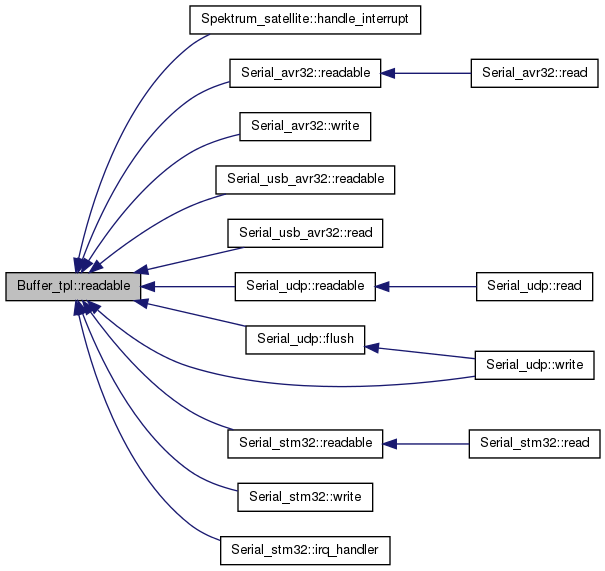 Spektrum_satellite::handle_interrupt
Serial_avr32::readable
Serial_avr32::read
Serial_avr32::write
Serial_usb_avr32::readable
Serial_usb_avr32::read
Buffer_tpl::readable
Serial_udp::readable
Serial_udp::read
Serial_udp::flush
Serial_udp::write
Serial_stm32::readable
Serial_stm32::read
Serial_stm32::write
Serial_stm32::irq_handler